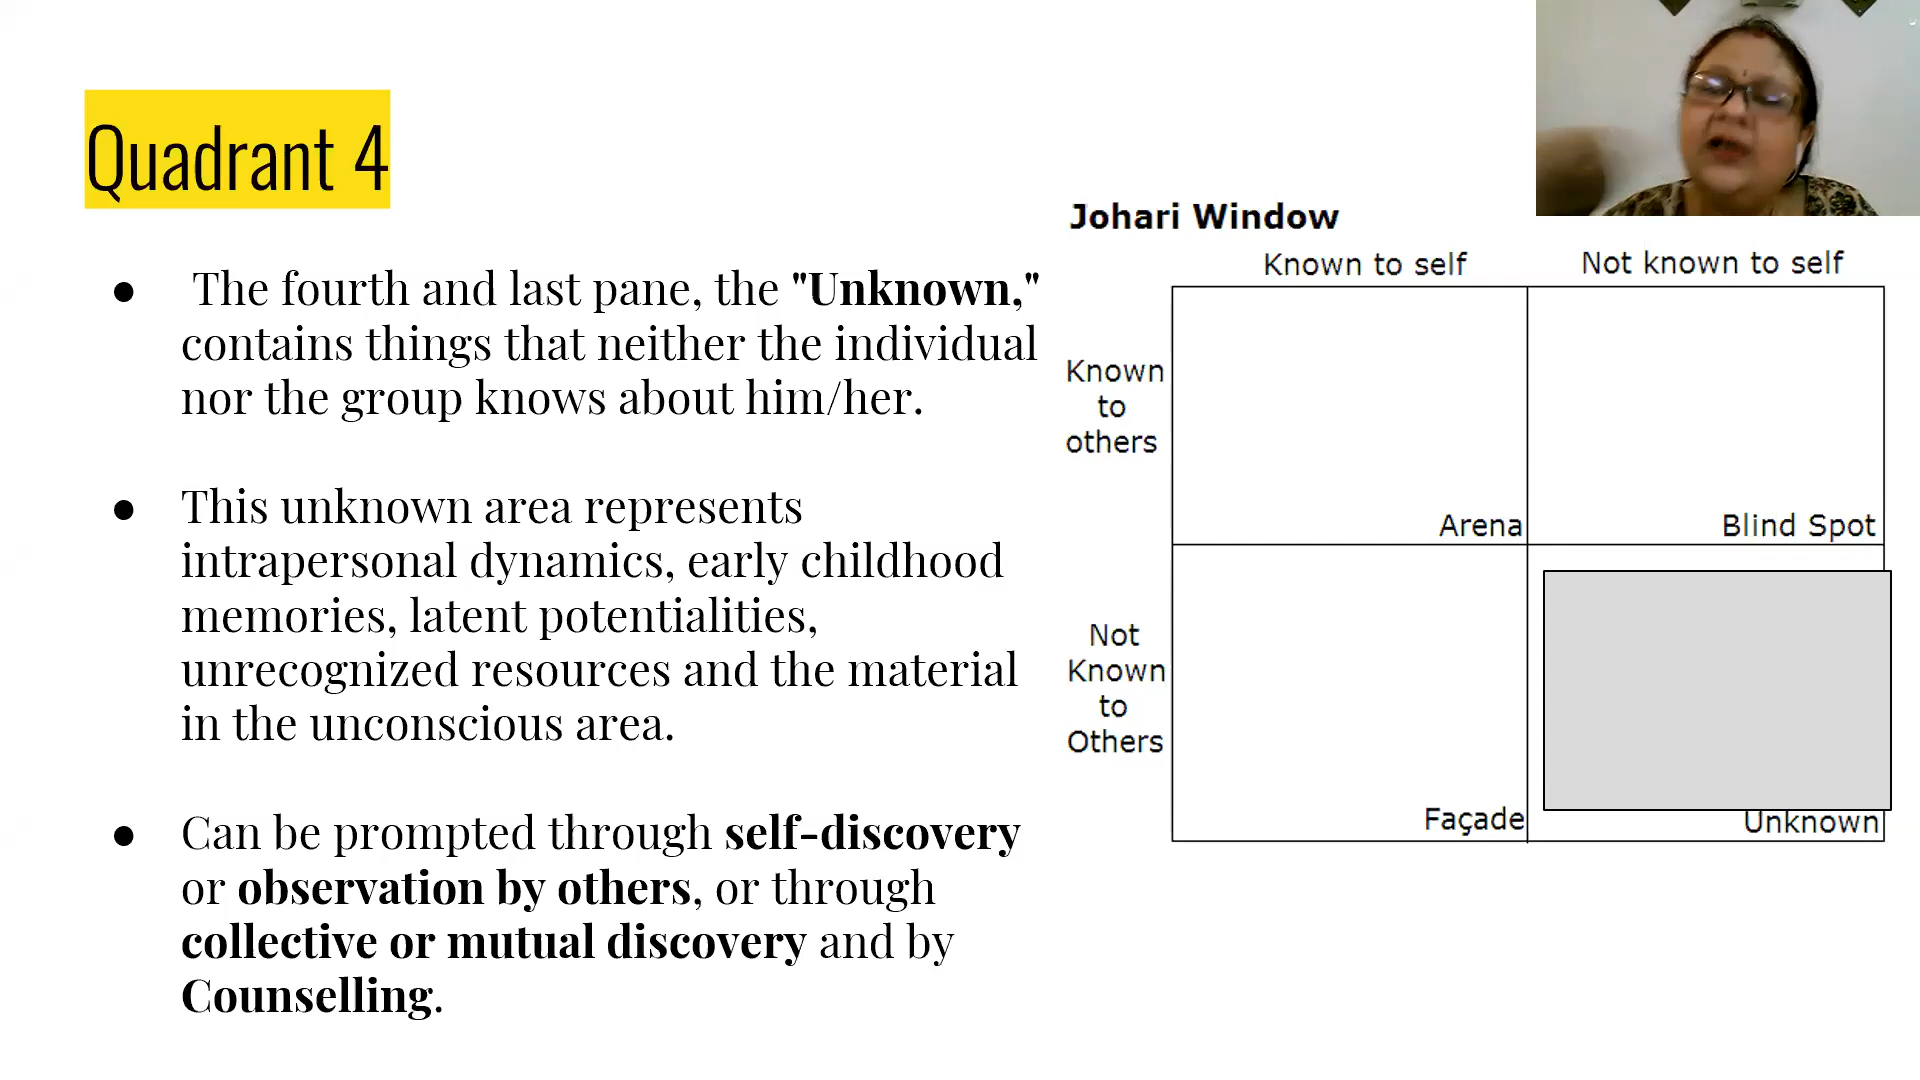 Quadrant 4
● The fourth and last pane, the "Unknown,"
contains things that neither the individual
nor the group knows about him/her.
● This unknown area represents
intrapersonal dynamics, early childhood
memories, latent potentialities,
unrecognized resources and the material
in the unconscious area.
● Can be prompted through self-discovery
or observation by others, or through
collective or mutual discovery and by
Counselling.
Johari Window
Known to self
Not known to self
Known
to
others
Arena
Blind Spot
Not
Known
to
Others
Façade
Unknown